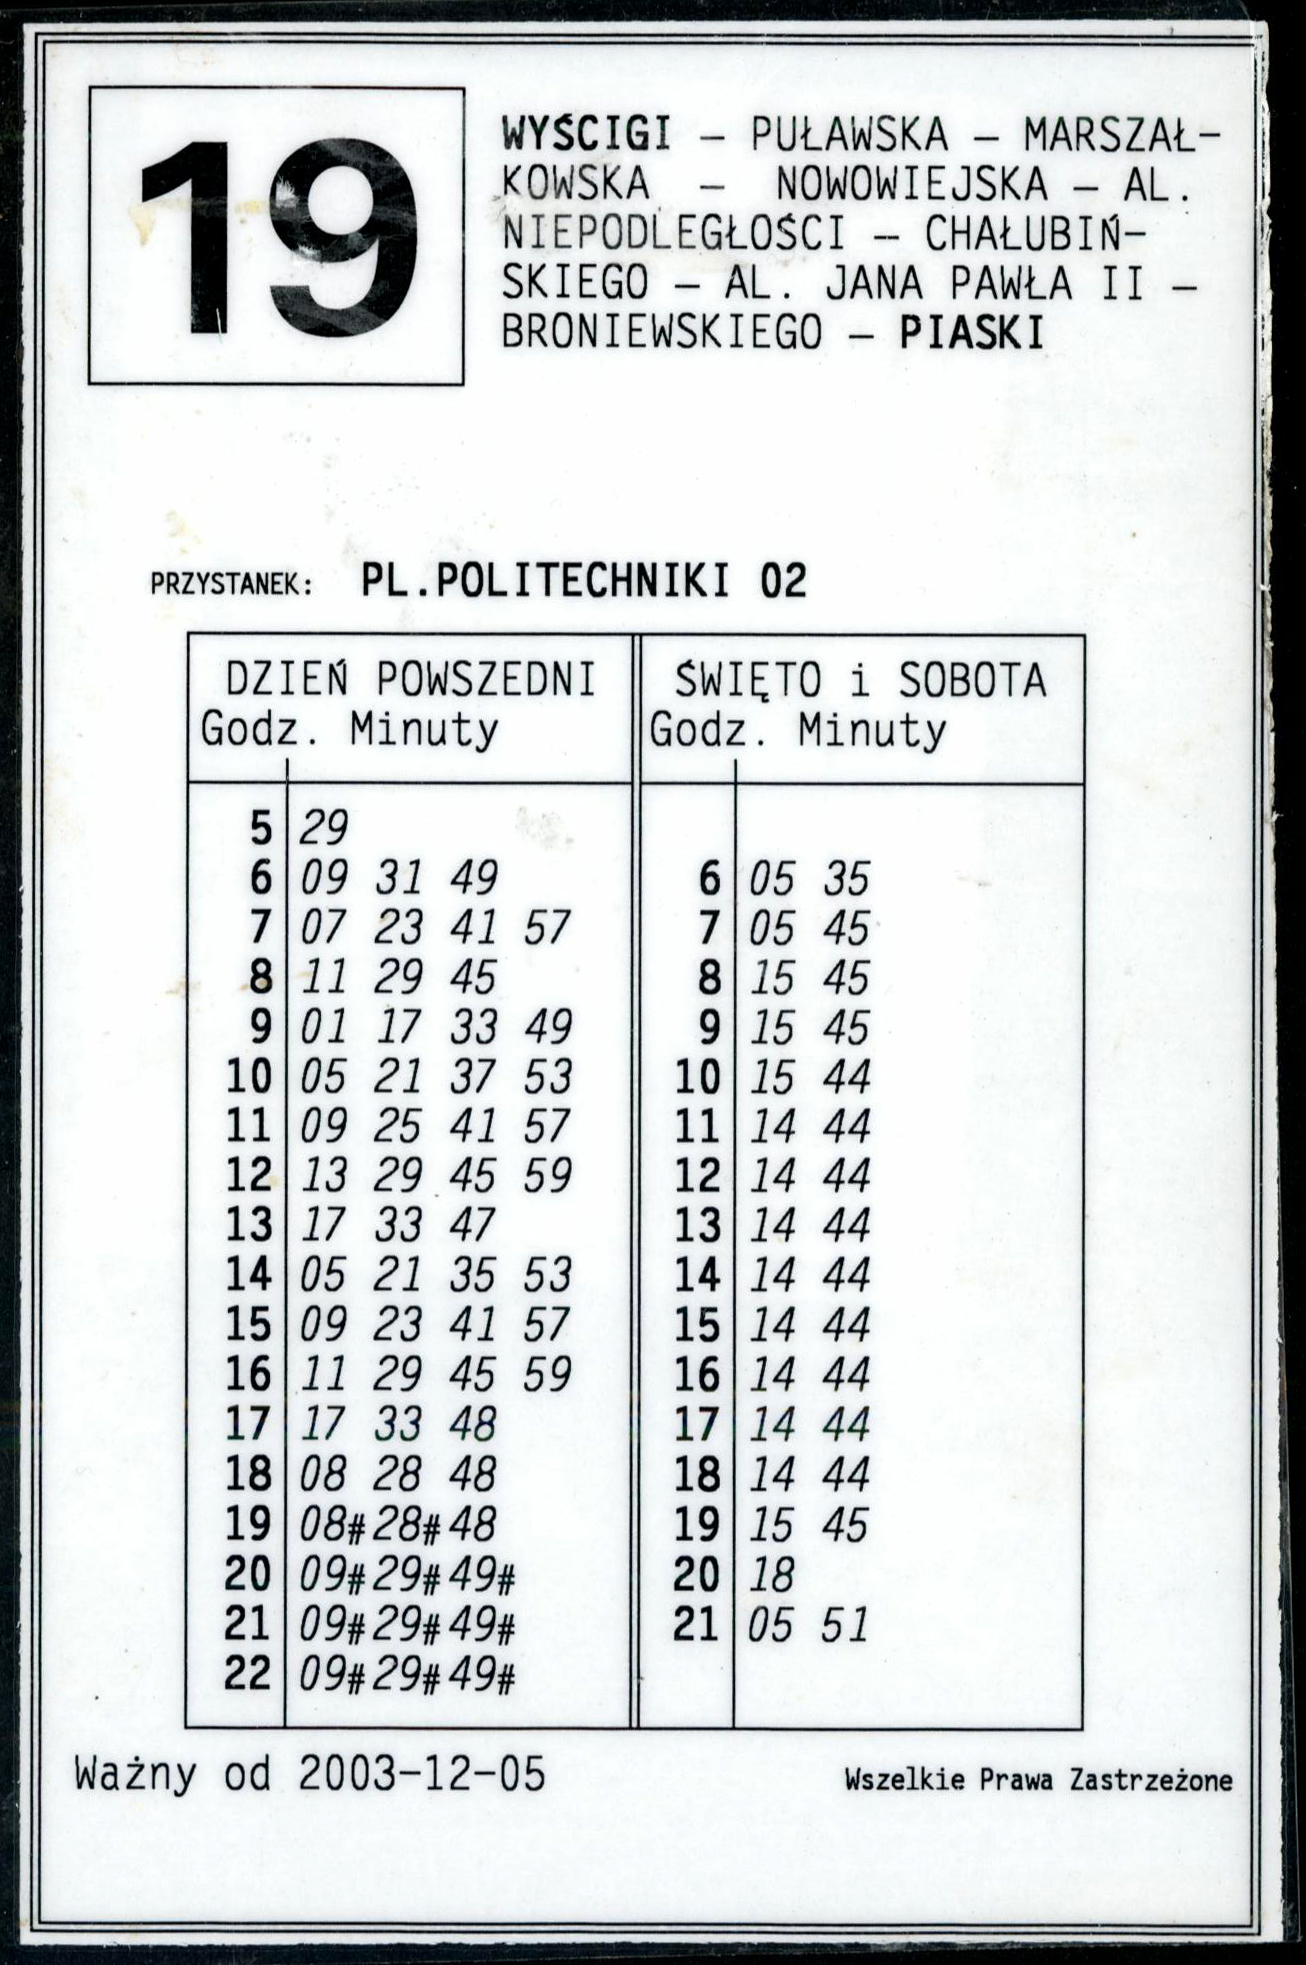 19
WYŚCIGI – PUŁAWSKA – MARSZAŁ-
KOWSKA – NOWOWIEJSKA – AL.
NIEPODLEGŁOŚCI – CHAŁUBIŃ-
SKIEGO – AL. JANA PAWŁA II –
BRONIEWSKIEGO – PIASKI
PRZYSTANEK: PL.POLITECHNIKI 02
DZIEŃ POWSZEDNI
Godz. Minuty
5 29
6 09 31 49
7 07 23 41 57
8 11 29 45
9 01 17 33 49
10 05 21 37 53
11 09 25 41 57
12 13 29 45 59
13 17 33 47
14 05 21 35 53
15 09 23 41 57
16 11 29 45 59
17 17 33 48
18 08 28 48
19 08#28#48
20 09#29#49#
21 09#29#49#
22 09#29#49#
ŚWIĘTO i SOBOTA
Godz. Minuty
6 05 35
7 05 45
8 15 45
9 15 45
10 15 44
11 14 44
12 14 44
13 14 44
14 14 44
15 14 44
16 14 44
17 14 44
18 14 44
19 15 45
20 18
21 05 51
Ważny od 2003-12-05
Wszelkie Prawa Zastrzeżone